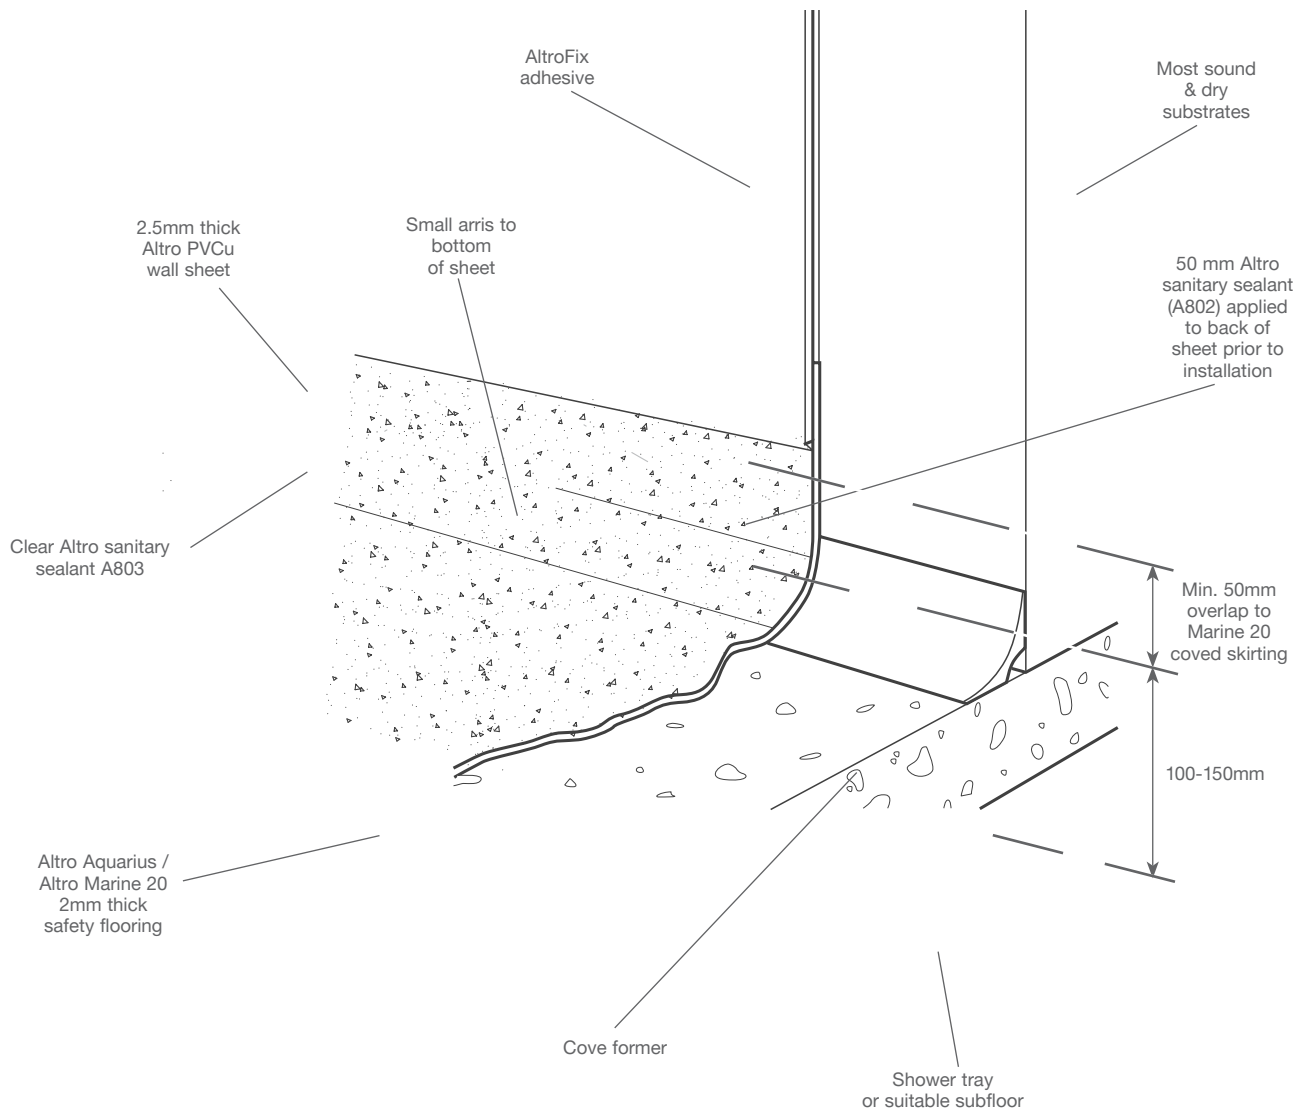 AltroFix
adhesive
Most sound
& dry
substrates
2.5mm thick
Altro PVCu
wall sheet
Small arris to
bottom
of sheet
50 mm Altro
sanitary sealant
(A802) applied
to back of
sheet prior to
installation
Clear Altro sanitary
sealant A803
Min. 50mm
overlap to
Marine 20
coved skirting
100-150mm
Altro Aquarius /
Altro Marine 20
2mm thick
safety flooring
Cove former
Shower tray
or suitable subfloor